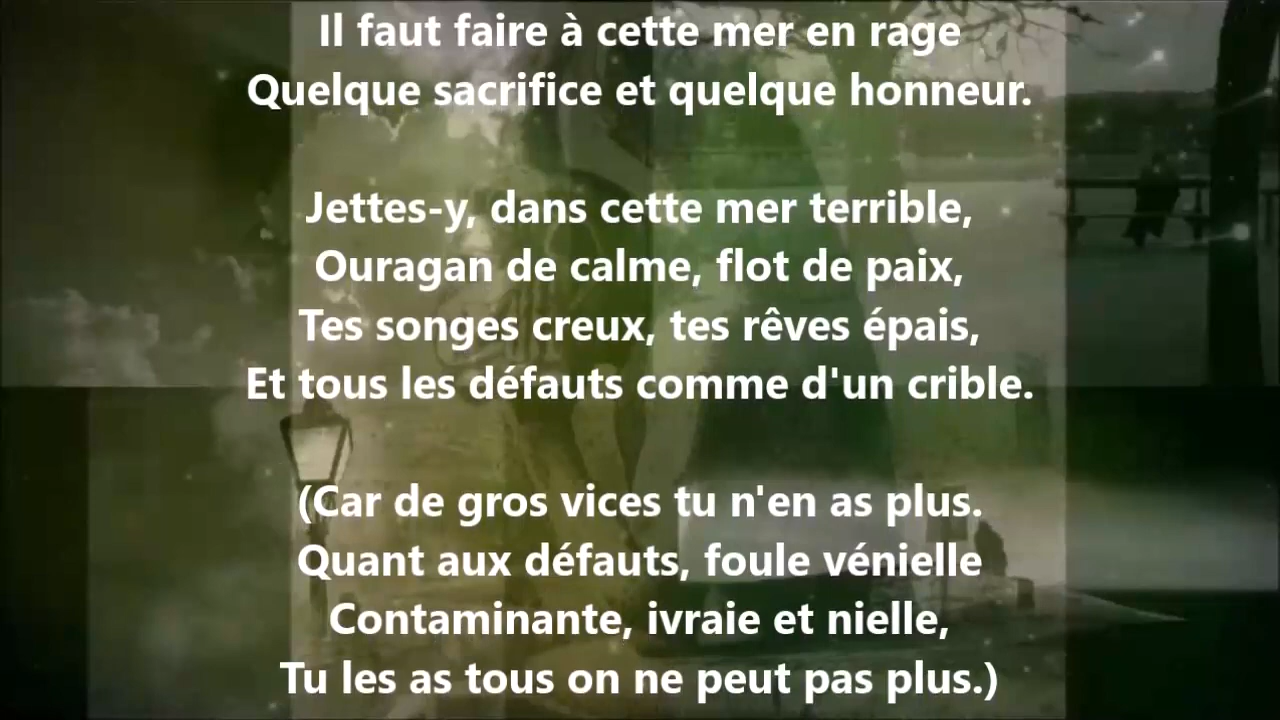 Il faut faire à cette mer en rage
Quelque sacrifice et quelque honneur.
Jettes-y, dans cette mer terrible,
Ouragan de calme, flot de paix,
Tes songes creux, tes rêves épais,
Et tous les défauts comme d'un crible.
(Car de gros vices tu n'en as plus.
Quant aux défauts, foule vénielle
Contaminante, ivraie et nielle,
Tu les as tous on ne peut pas plus.)